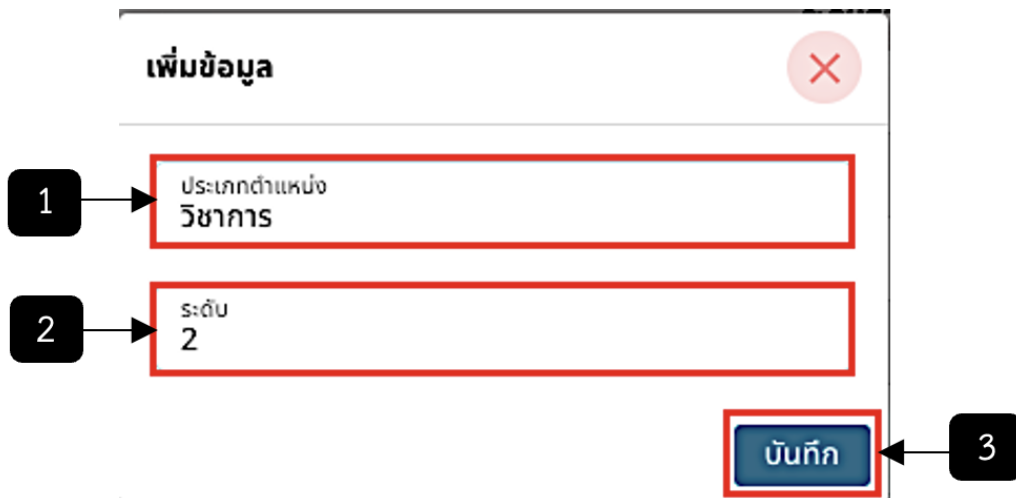 เพิ่มข้อมูล
1
ประเภทตำแหน่ง
วิชาการ
2
ระดับ
2
บันทึก
3